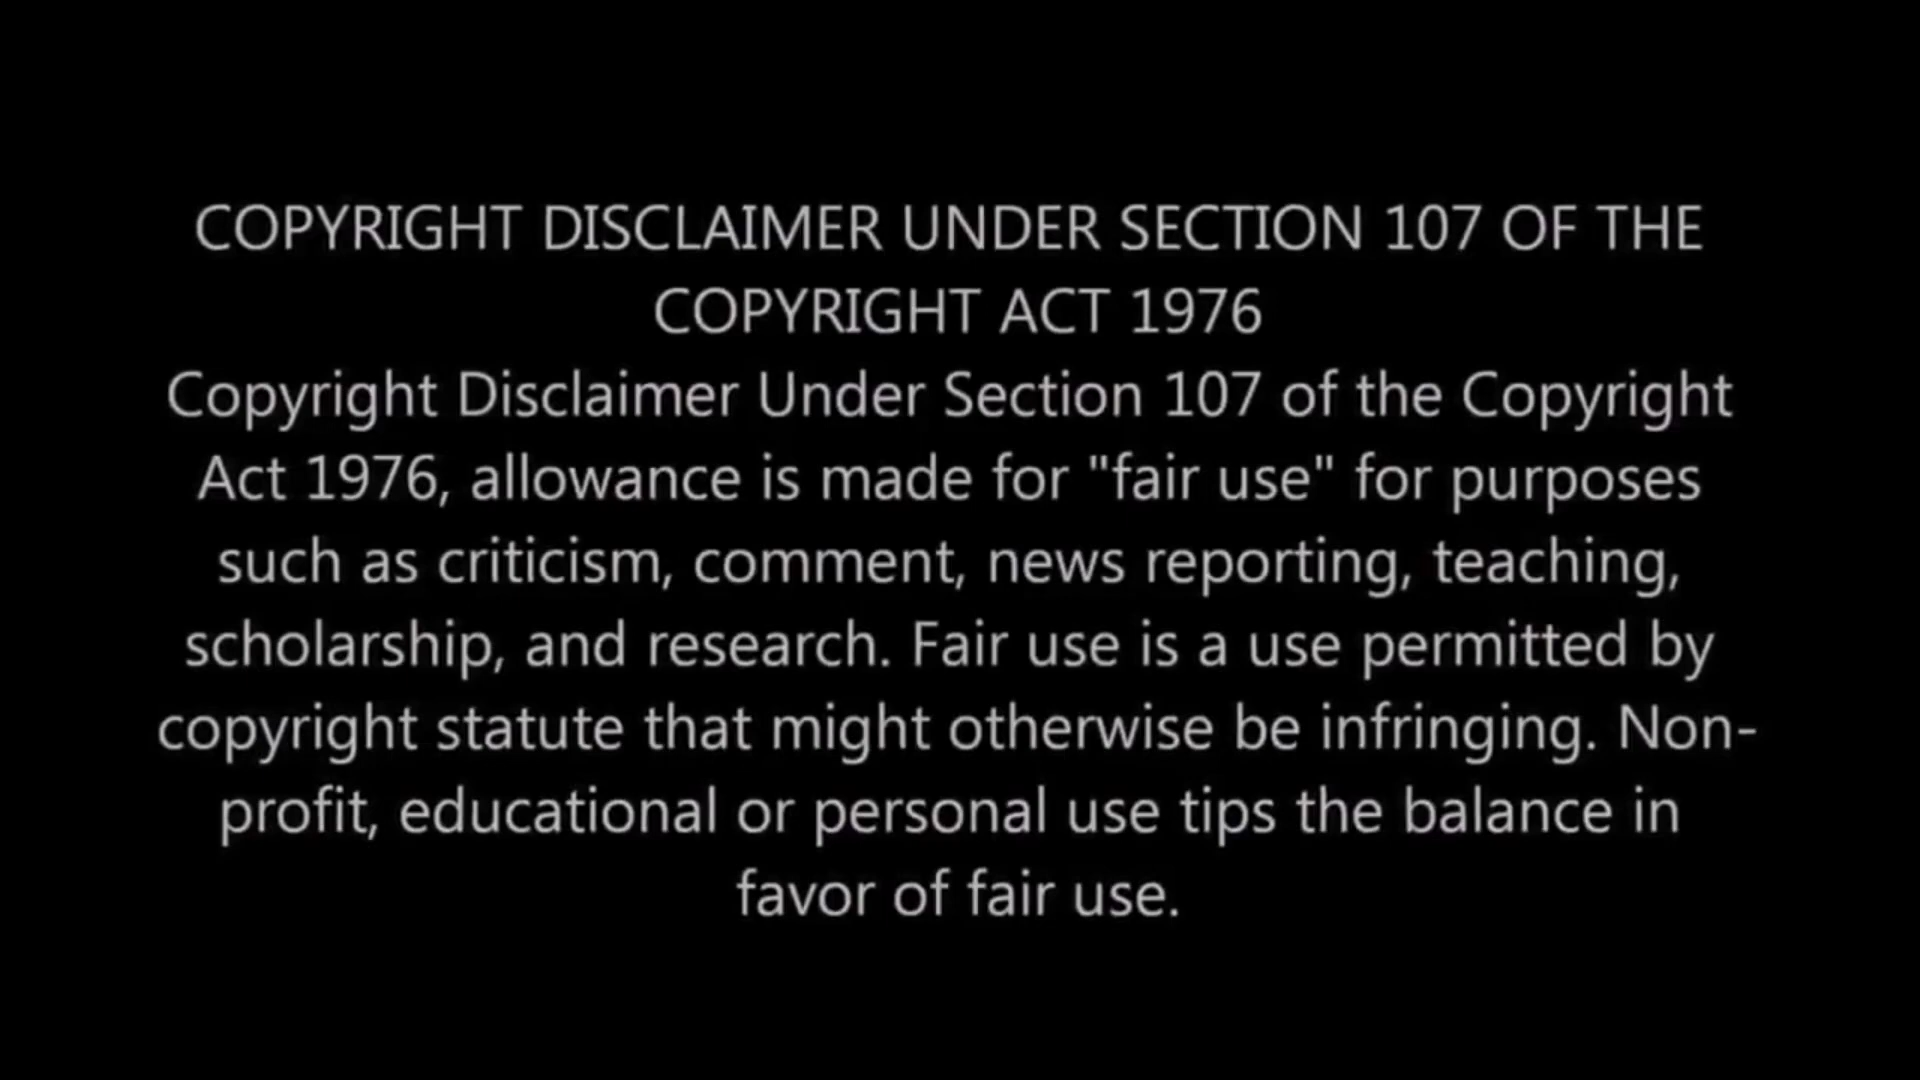 COPYRIGHT DISCLAIMER UNDER SECTION 107 OF THE
COPYRIGHT ACT 1976
Copyright Disclaimer Under Section 107 of the Copyright
Act 1976, allowance is made for "fair use" for purposes
such as criticism, comment, news reporting, teaching,
scholarship, and research. Fair use is a use permitted by
copyright statute that might otherwise be infringing. Non-
profit, educational or personal use tips the balance in
favor of fair use.